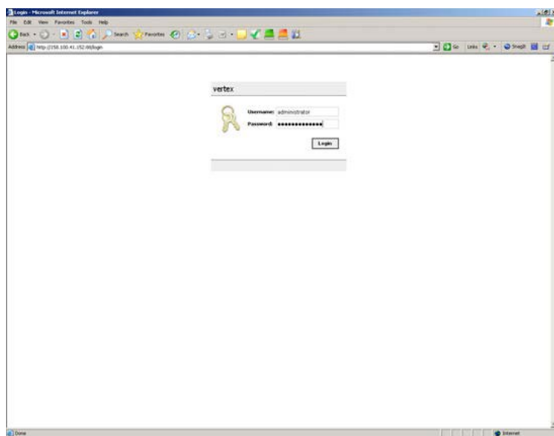 Login - Microsoft Internet Explorer
File Edit View Favorites Tools Help
Back Search Favorites
Address Go Links SnagIt
vertex
Username: administrator
Password: •••••••••••••
Login
Done Internet